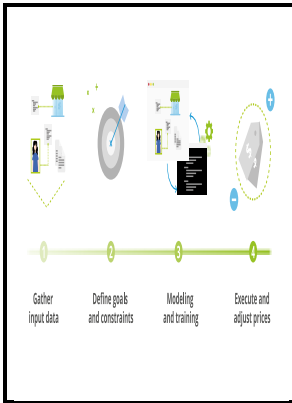 1
2
3
4
Gather
input data
Define goals
and constraints
Modeling
and training
Execute and
adjust prices